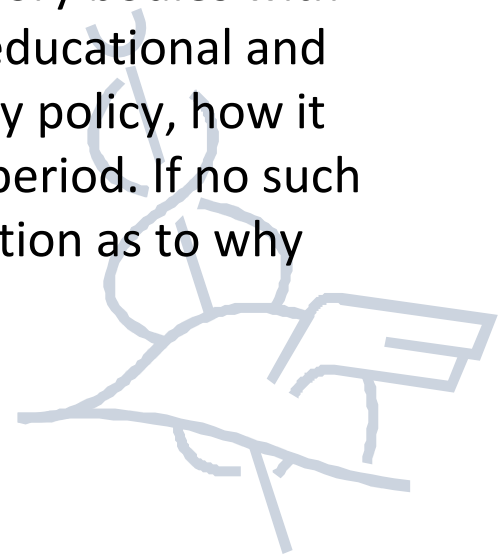 educational and
y policy, how it
period. If no such
tion as to why